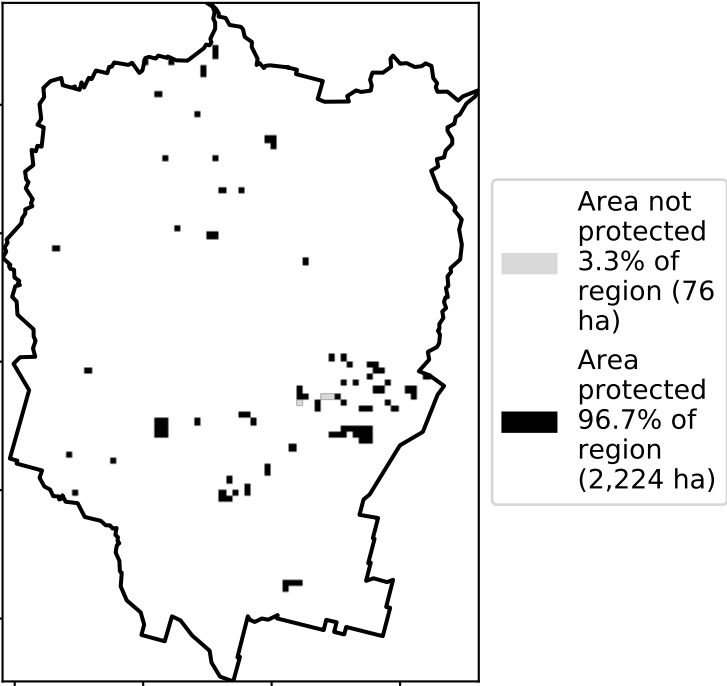 Area not
protected
3.3% of
region (76
ha)
Area
protected
96.7% of
region
(2,224 ha)